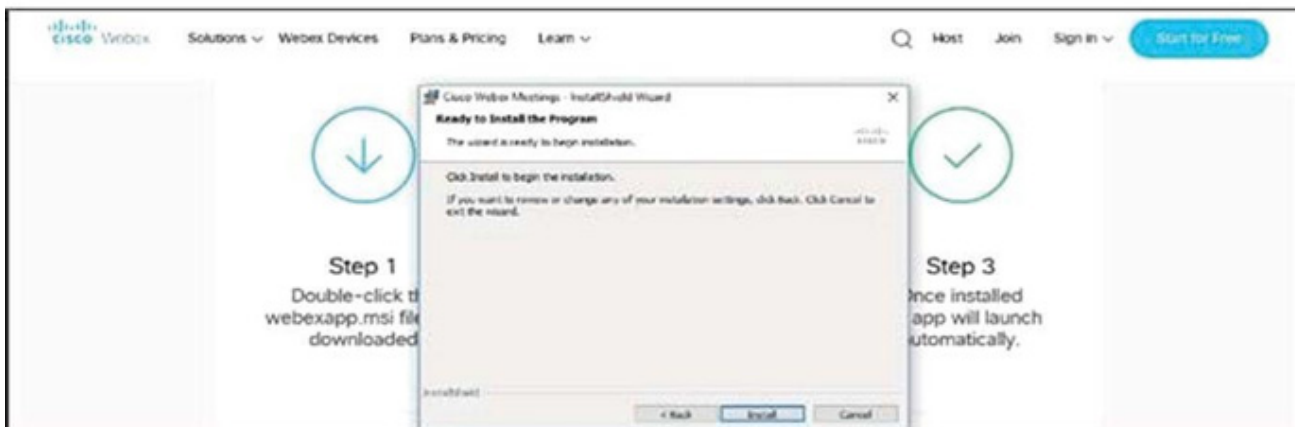 CISCO Webex Solutions Webex Devices Plans & Pricing Learn Host Join Sign in Start for Free
Cisco Webex Meetings - InstallShield Wizard
Ready to Install the Program
The wizard is ready to begin installation.
CISCO
Click Install to begin the installation.
If you want to review or change any of your installation settings, click Back. Click Cancel to
exit the wizard.
Step 1
Double-click th
webexapp.msi file
downloaded
Step 3
Once installed
app will launch
automatically.
InstallShield
< Back Install Cancel